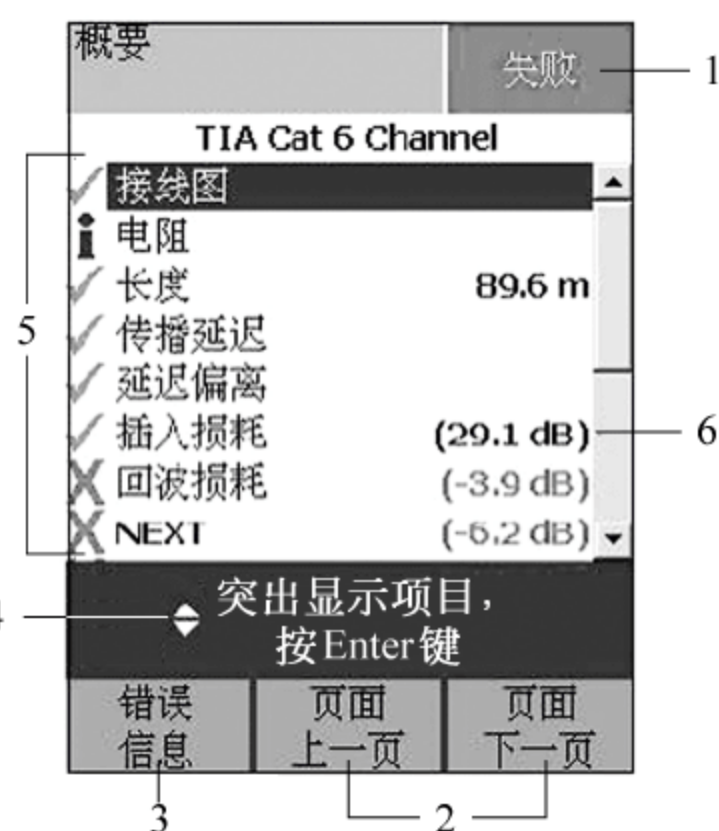 概要
失败
1
TIA Cat 6 Channel
接线图
电阻
长度 89.6 m
传播延迟
延迟偏离
5
插入损耗 (29.1 dB)
6
回波损耗 (-3.9 dB)
NEXT (-6.2 dB)
突出显示项目，
按Enter键
错误
信息
页面
上一页
页面
下一页
3
2